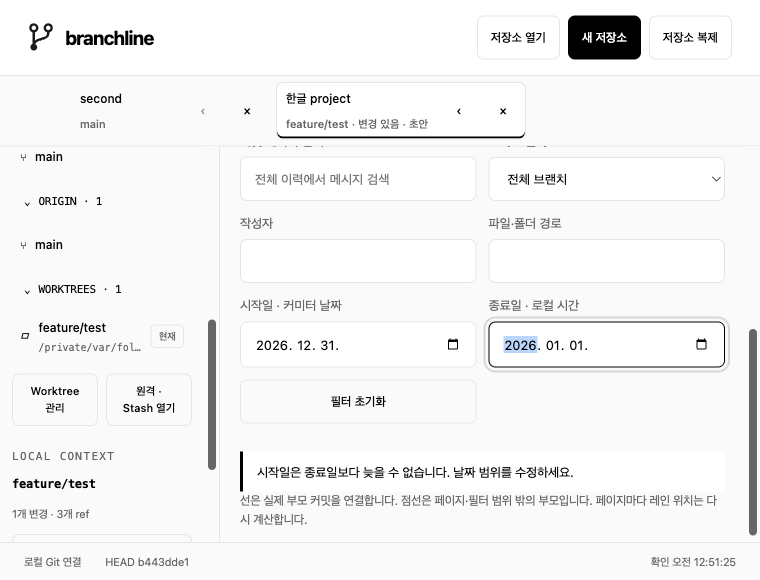 branchline
저장소 열기
새 저장소
저장소 복제
second
main
한글 project
feature/test · 변경 있음 · 초안
main
ORIGIN · 1
main
WORKTREES · 1
feature/test
/private/var/fol…
현재
Worktree
관리
원격 ·
Stash 열기
LOCAL CONTEXT
feature/test
1개 변경 · 3개 ref
전체 이력에서 메시지 검색
전체 브랜치
작성자
파일·폴더 경로
시작일 · 커미터 날짜
종료일 · 로컬 시간
2026. 12. 31.
2026. 01. 01.
필터 초기화
시작일은 종료일보다 늦을 수 없습니다. 날짜 범위를 수정하세요.
선은 실제 부모 커밋을 연결합니다. 점선은 페이지·필터 범위 밖의 부모입니다. 페이지마다 레인 위치는 다
시 계산합니다.
로컬 Git 연결
HEAD b443dde1
확인 오전 12:51:25